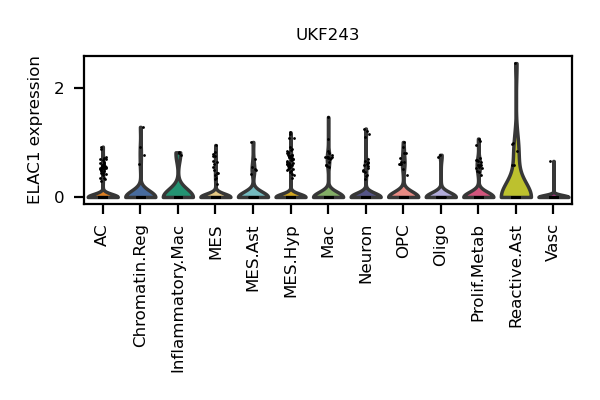 UKF243
ELAC1 expression
2
0
AC
Chromatin.Reg
Inflammatory.Mac
MES
MES.Ast
MES.Hyp
Mac
Neuron
OPC
Oligo
Prolif.Metab
Reactive.Ast
Vasc